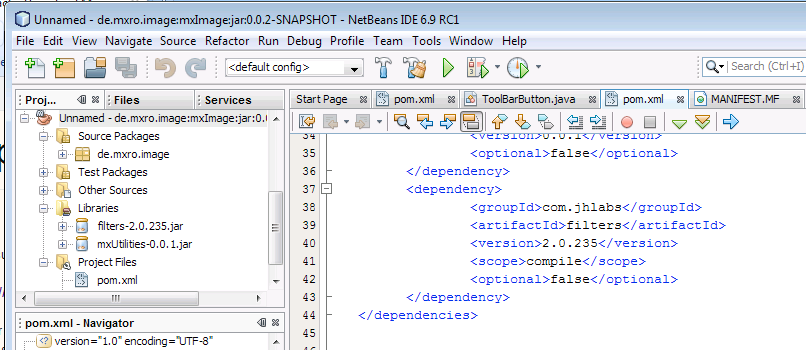 Unnamed - de.mxro.image:mxImage:jar:0.0.2-SNAPSHOT - NetBeans IDE 6.9 RC1
File Edit View Navigate Source Refactor Run Debug Profile Team Tools Window Help
<default config>
Search (Ctrl+I)
Proj... Files Services
Unnamed - de.mxro.image:mxImage:jar:0.0
Source Packages
de.mxro.image
Test Packages
Other Sources
Libraries
filters-2.0.235.jar
mxUtilities-0.0.1.jar
Project Files
pom.xml
pom.xml - Navigator
version="1.0" encoding="UTF-8"
Start Page pom.xml ToolBarButton.java pom.xml MANIFEST.MF
34 <version>0.0.1</version>
35 <optional>false</optional>
36 </dependency>
37 <dependency>
38 <groupId>com.jhlabs</groupId>
39 <artifactId>filters</artifactId>
40 <version>2.0.235</version>
41 <scope>compile</scope>
42 <optional>false</optional>
43 </dependency>
44 </dependencies>
45